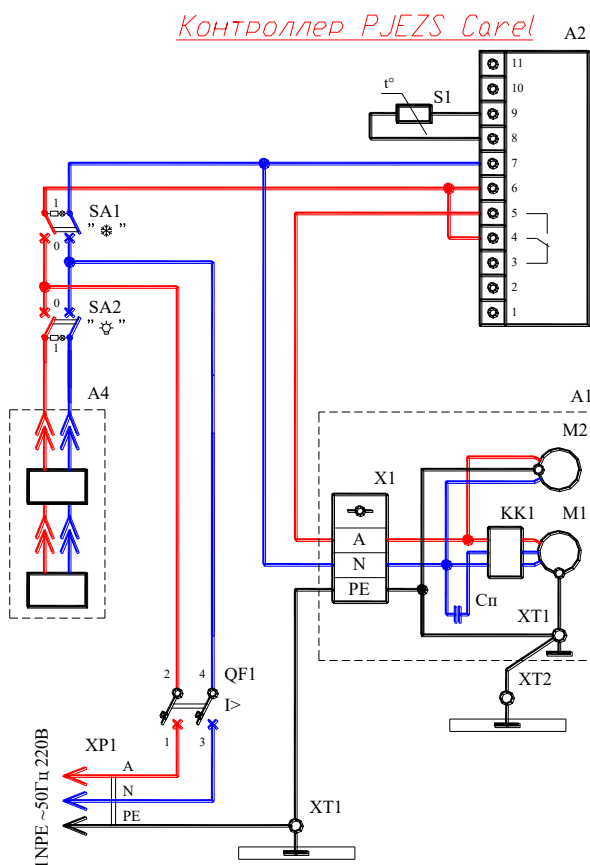 Контроллер PJEZS Carel
A2
11
10
9
8
7
6
5
4
3
2
1
t°
S1
1
SA1
" ❄ "
0
0
SA2
" "
1
A4
A1
M2
X1
A
N
PE
KK1
M1
Сп
XT1
XT2
2
4
QF1
I>
1
3
XP1
A
N
PE
1NPE ~50Гц 220В
XT1